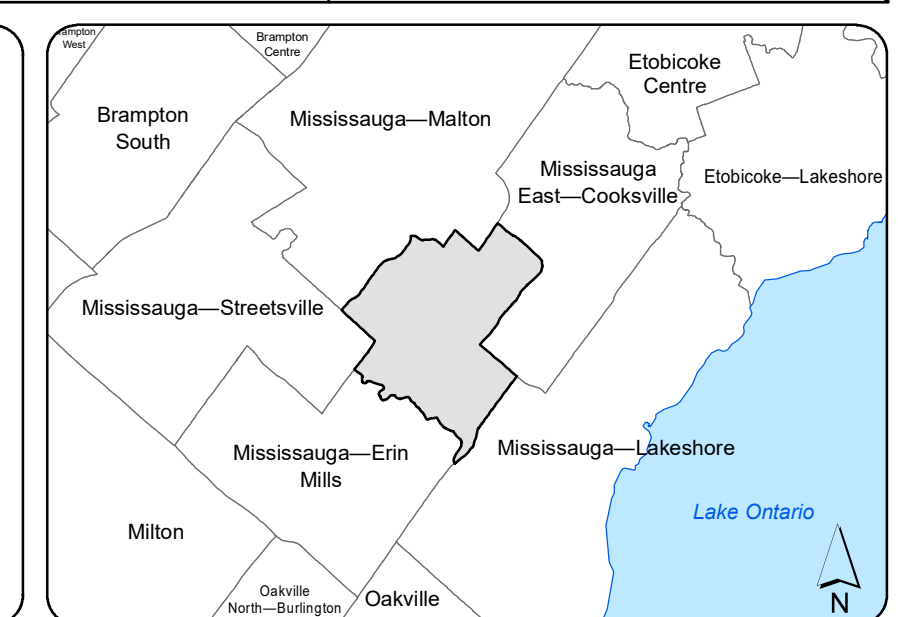 West
Brampton
Centre
Etobicoke
Centre
Brampton
South
Mississauga—Malton
Mississauga
East—Cooksville
Etobicoke—Lakeshore
Mississauga—Streetsville
Mississauga—Erin
Mills
Mississauga—Lakeshore
Lake Ontario
Milton
Oakville
North—Burlington
Oakville
N